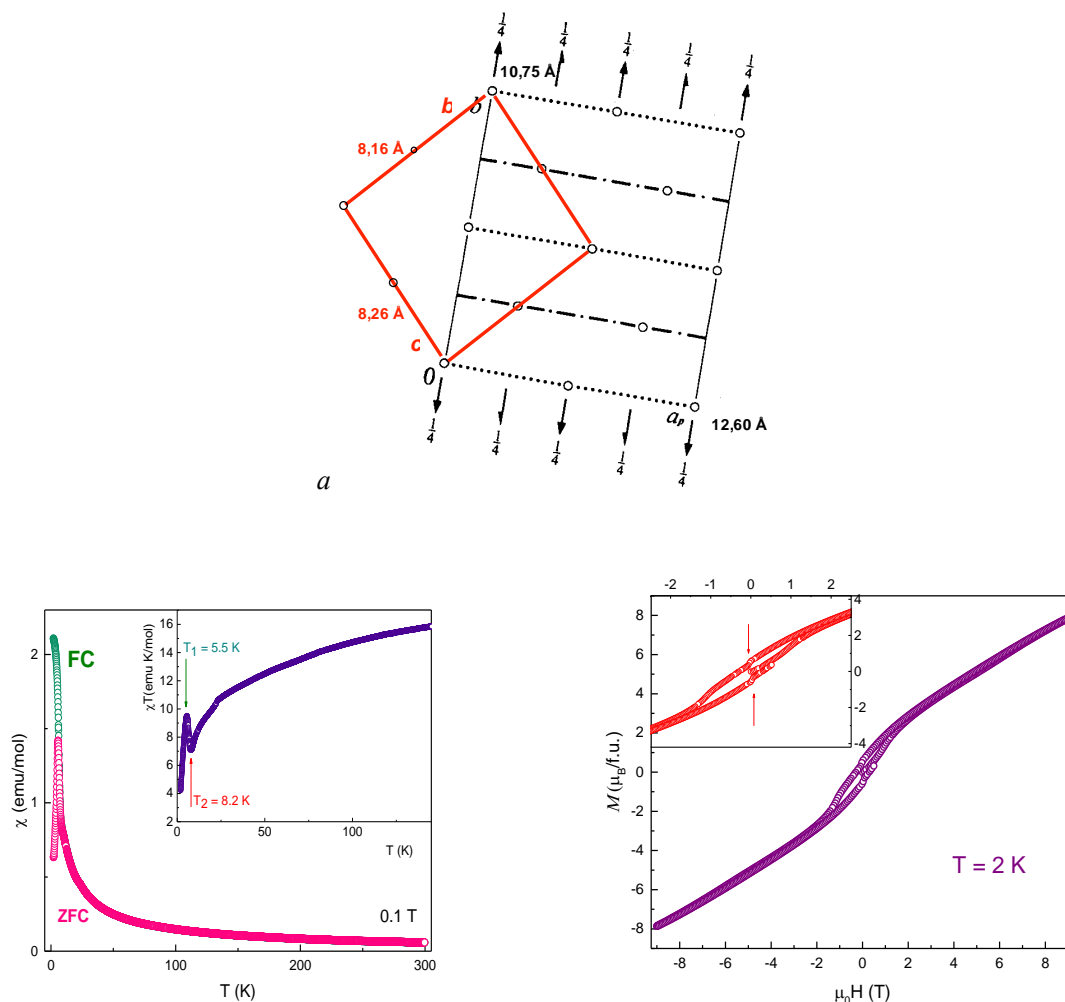 1/4 1/4 1/4 1/4 1/4
10,75 Å
b b
8,16 Å
8,26 Å
c
0
a_p
12,60 Å
1/4 1/4 1/4 1/4 1/4
a
χ (emu/mol)
2
1
0
0 100 200 300
T (K)
FC
ZFC
0.1 T
χT(emu K/mol)
16
14
12
10
8
6
4
2
0 50 100
T (K)
T1 = 5.5 K
T2 = 8.2 K
M (μB/f.u.)
8
6
4
2
0
-2
-4
-6
-8
-8 -6 -4 -2 0 2 4 6 8
μ0H (T)
T = 2 K
-2 -1 0 1 2
4
2
0
-2
-4